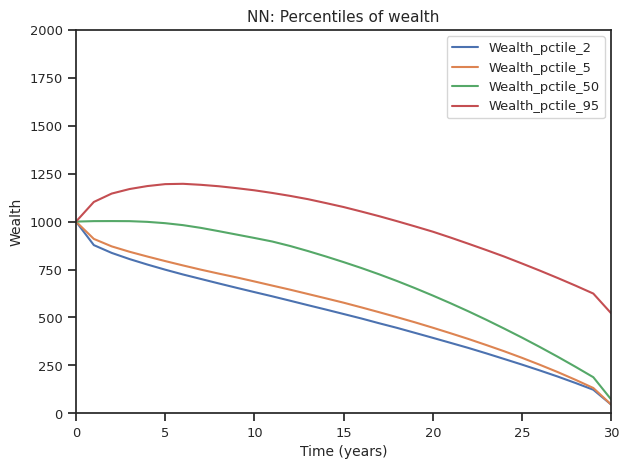 NN: Percentiles of wealth
Wealth_pctile_2
Wealth_pctile_5
Wealth_pctile_50
Wealth_pctile_95
Wealth
2000
1750
1500
1250
1000
750
500
250
0
0 5 10 15 20 25 30
Time (years)